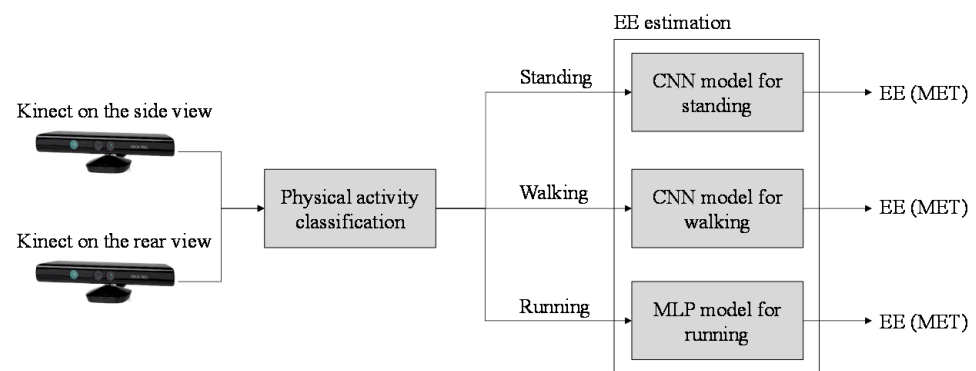 EE estimation
Standing
CNN model for
standing
EE (MET)
Kinect on the side view
Physical activity
classification
Walking
CNN model for
walking
EE (MET)
Kinect on the rear view
Running
MLP model for
running
EE (MET)